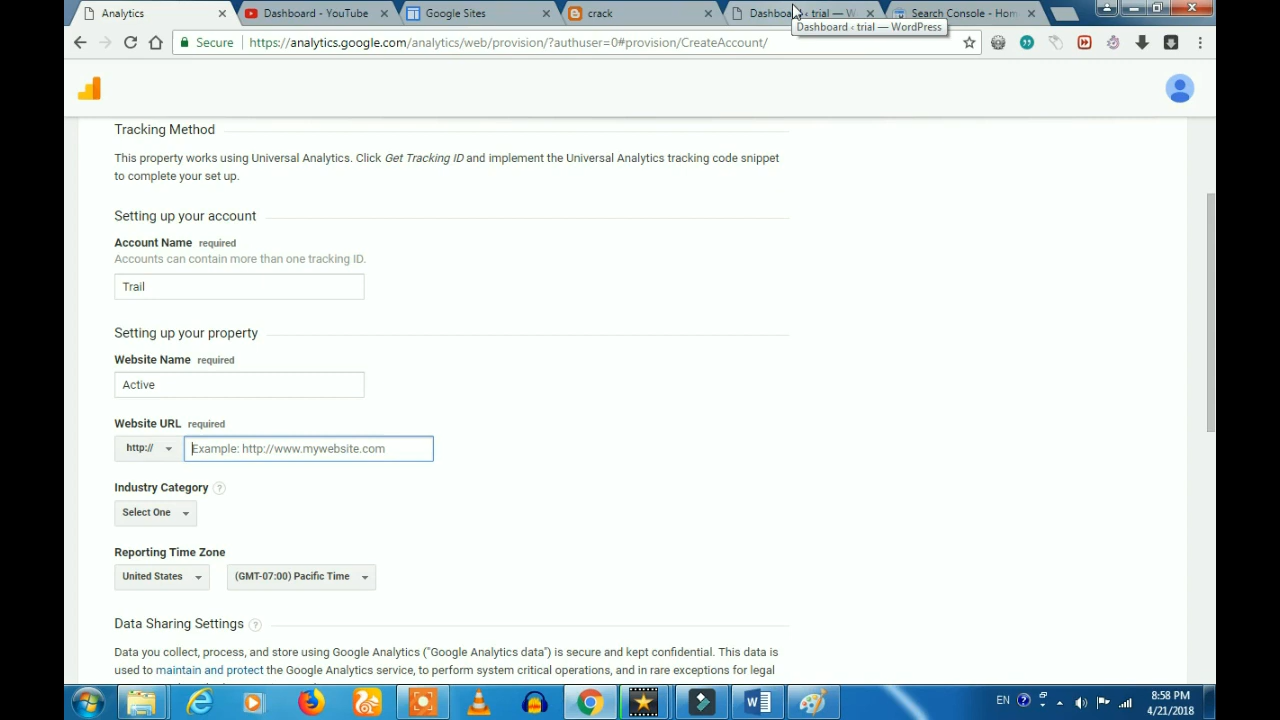 Analytics
Dashboard - YouTube
Google Sites
crack
Dashboard ‹ trial — W
Search Console - Hom
Dashboard ‹ trial — WordPress
Secure
https://analytics.google.com/analytics/web/provision/?authuser=0#provision/CreateAccount/
Tracking Method
This property works using Universal Analytics. Click Get Tracking ID and implement the Universal Analytics tracking code snippet
to complete your set up.
Setting up your account
Account Name required
Accounts can contain more than one tracking ID.
Trail
Setting up your property
Website Name required
Active
Website URL required
http://
Example: http://www.mywebsite.com
Industry Category ?
Select One
Reporting Time Zone
United States
(GMT-07:00) Pacific Time
Data Sharing Settings ?
Data you collect, process, and store using Google Analytics ("Google Analytics data") is secure and kept confidential. This data is
used to maintain and protect the Google Analytics service, to perform system critical operations, and in rare exceptions for legal
EN
8:58 PM
4/21/2018